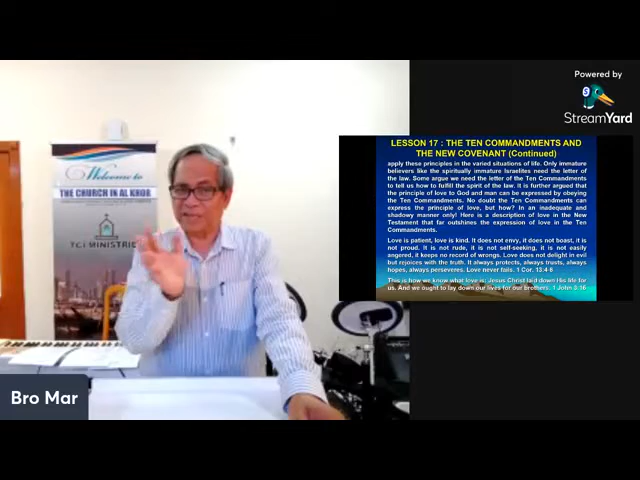 Powered by
StreamYard
LESSON 17 : THE TEN COMMANDMENTS AND
THE NEW COVENANT (Continued)
apply these principles in the varied situations of life. Only immature
believers like the spiritually immature Israelites need the letter of
the law. Some argue we need the letter of the Ten Commandments
to tell us how to fulfill the spirit of the law. It is further argued that
the principle of love to God and man can be expressed by obeying
the Ten Commandments. No doubt the Ten Commandments can
express the principle of love, but how? In an inadequate and
shadowy manner only! Here is a description of love in the New
Testament that far outshines the expression of love in the Ten
Commandments.
Love is patient, love is kind. It does not envy, it does not boast, it is
not proud. It is not rude, it is not self-seeking, it is not easily
angered, it keeps no record of wrongs. Love does not delight in evil
but rejoices with the truth. It always protects, always trusts, always
hopes, always perseveres. Love never fails. 1 Cor. 13:4-8
This is how we know what love is: Jesus Christ laid down His life for
us. And we ought to lay down our lives for our brothers. 1 John 3:16
Welcome to
THE CHURCH IN AL KHOR
TCI MINISTRIES
Bro Mar